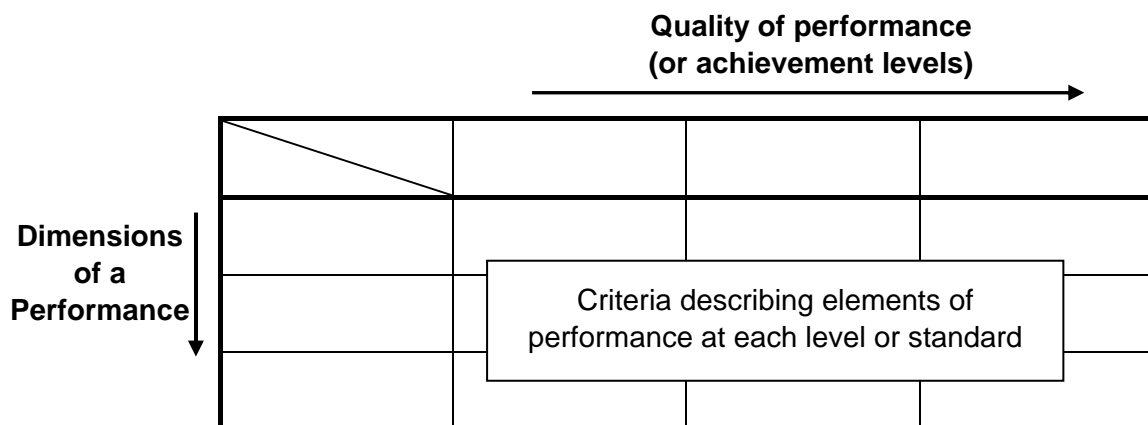 Quality of performance
(or achievement levels)
Dimensions
of a
Performance
Criteria describing elements of
performance at each level or standard